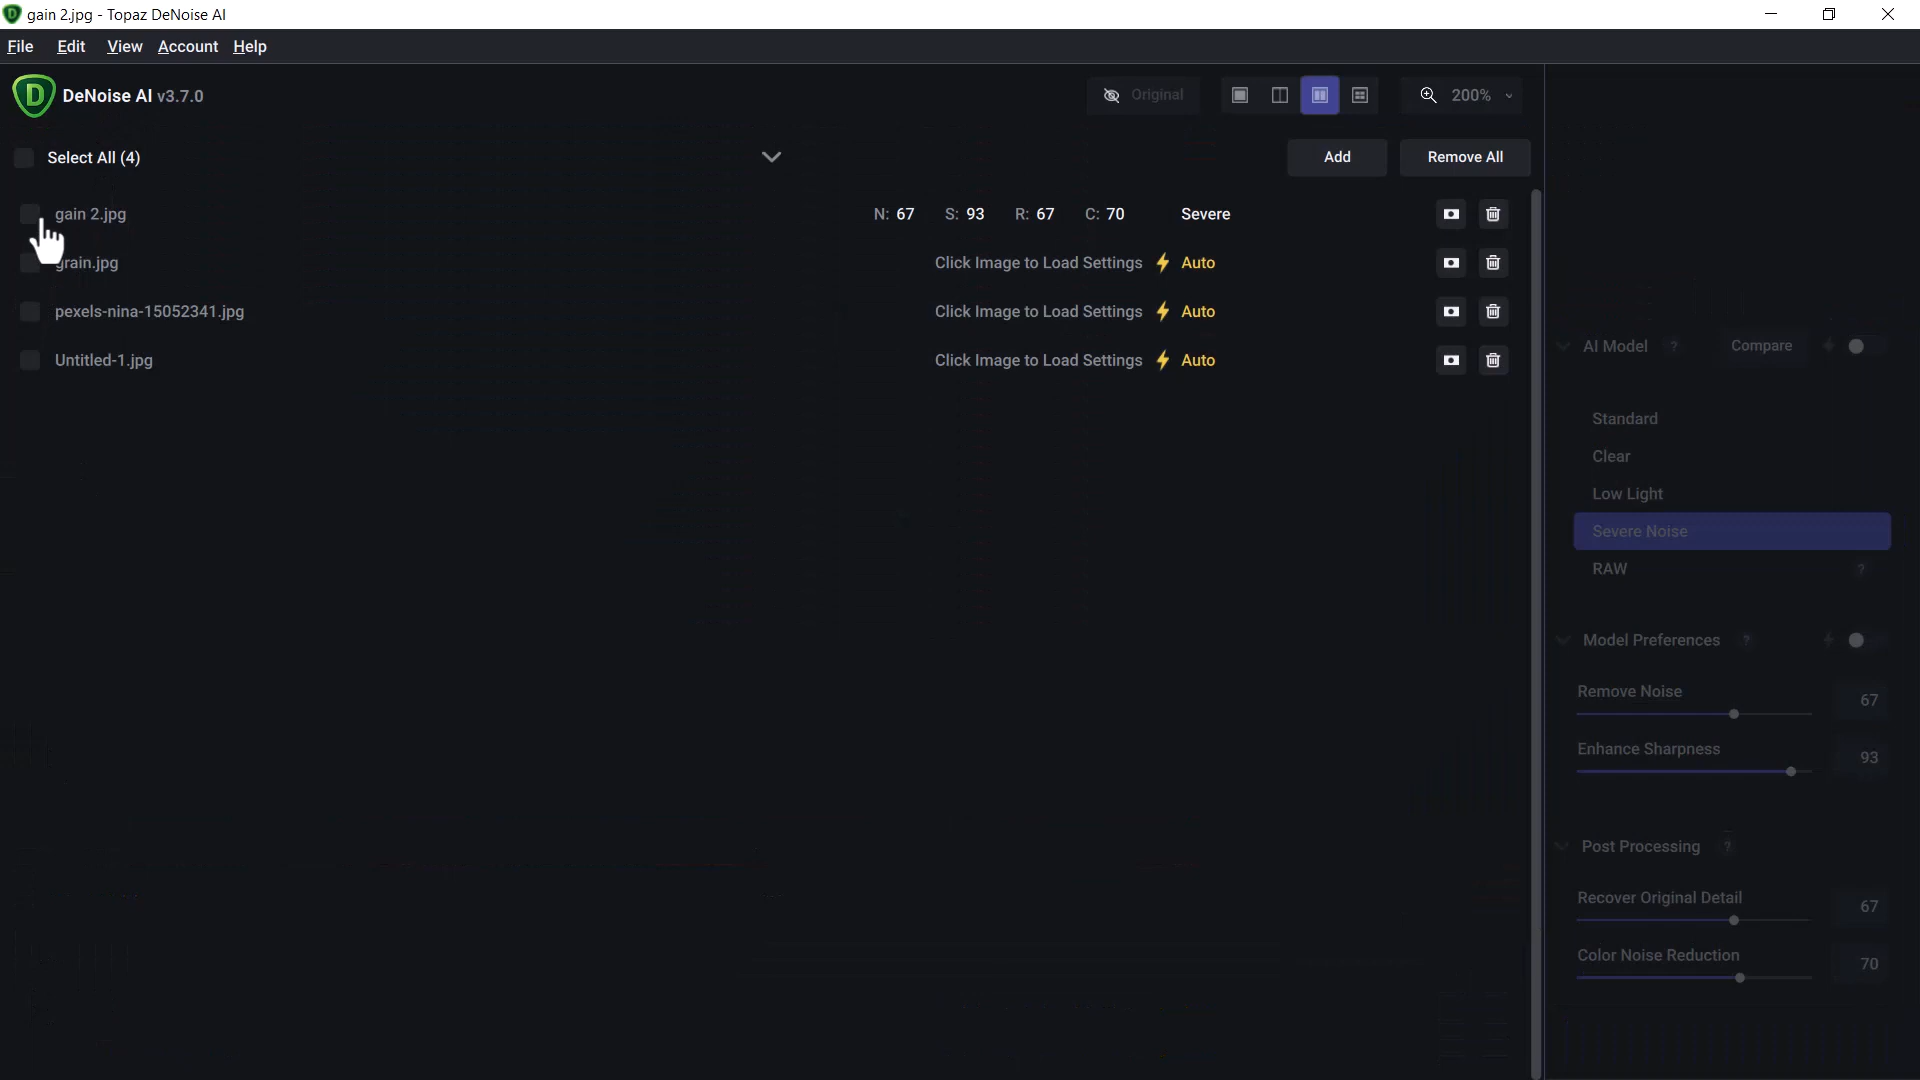 gain 2.jpg - Topaz DeNoise AI
File Edit View Account Help
D DeNoise AI v3.7.0 Original 200%
Select All (4) Add Remove All
gain 2.jpg N: 67 S: 93 R: 67 C: 70 Severe
grain.jpg Click Image to Load Settings Auto
pexels-nina-15052341.jpg Click Image to Load Settings Auto
Untitled-1.jpg Click Image to Load Settings Auto
AI Model ? Compare
Standard
Clear
Low Light
Severe Noise
RAW ?
Model Preferences ?
Remove Noise 67
Enhance Sharpness 93
Post Processing ?
Recover Original Detail 67
Color Noise Reduction 70